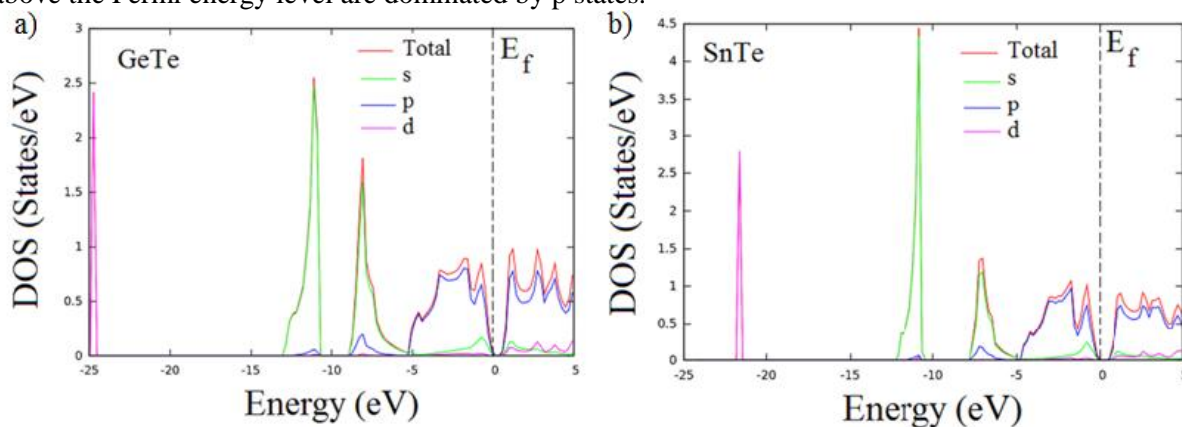 above the Fermi energy level are dominated by p states.
a)
GeTe
Total
s
p
d
E_f
DOS (States/eV)
3
2.5
2
1.5
1
0.5
0
-25
-20
-15
-10
-5
0
5
Energy (eV)
b)
SnTe
Total
s
p
d
E_f
DOS (States/eV)
4.5
4
3.5
3
2.5
2
1.5
1
0.5
0
-25
-20
-15
-10
-5
0
5
Energy (eV)